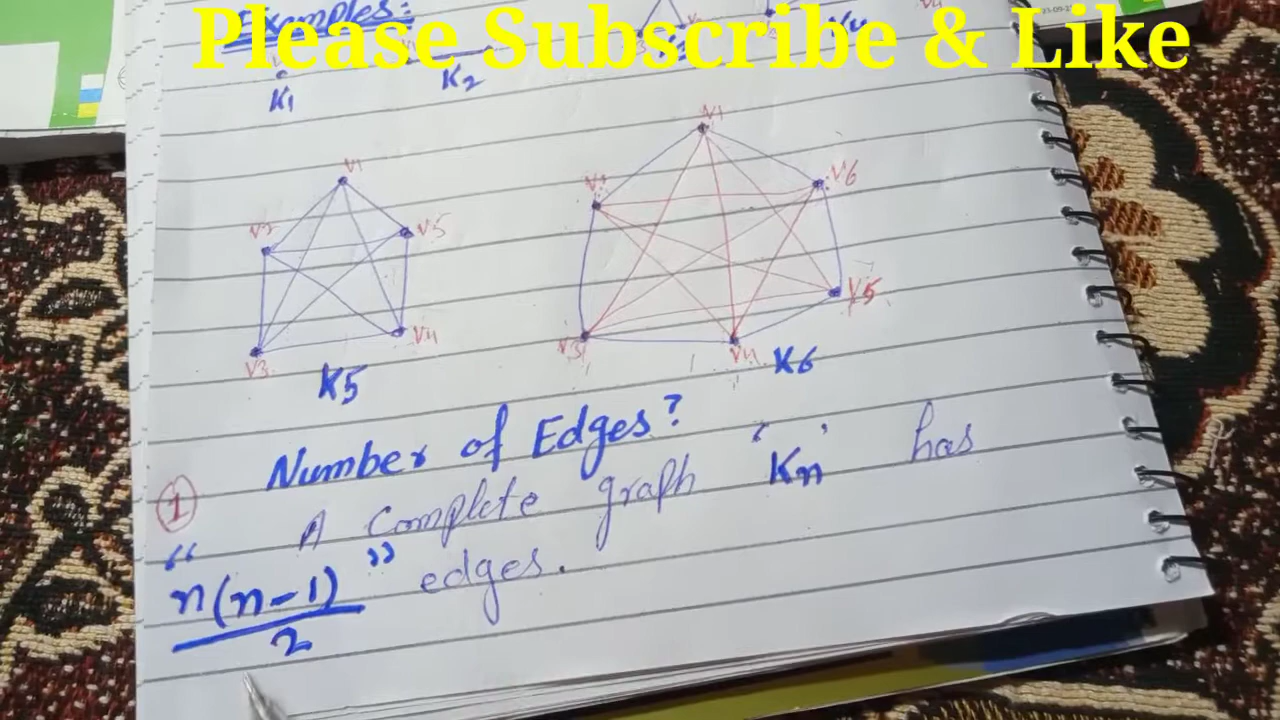 Please Subscribe & Like
Examples:
K1
K2
V1
V2
V5
V3
V4
K5
V1
V6
V5
V3
V4
K6
Number of Edges?
1
A Complete graph ‘Kn’ has
“n(n-1)/2” edges.